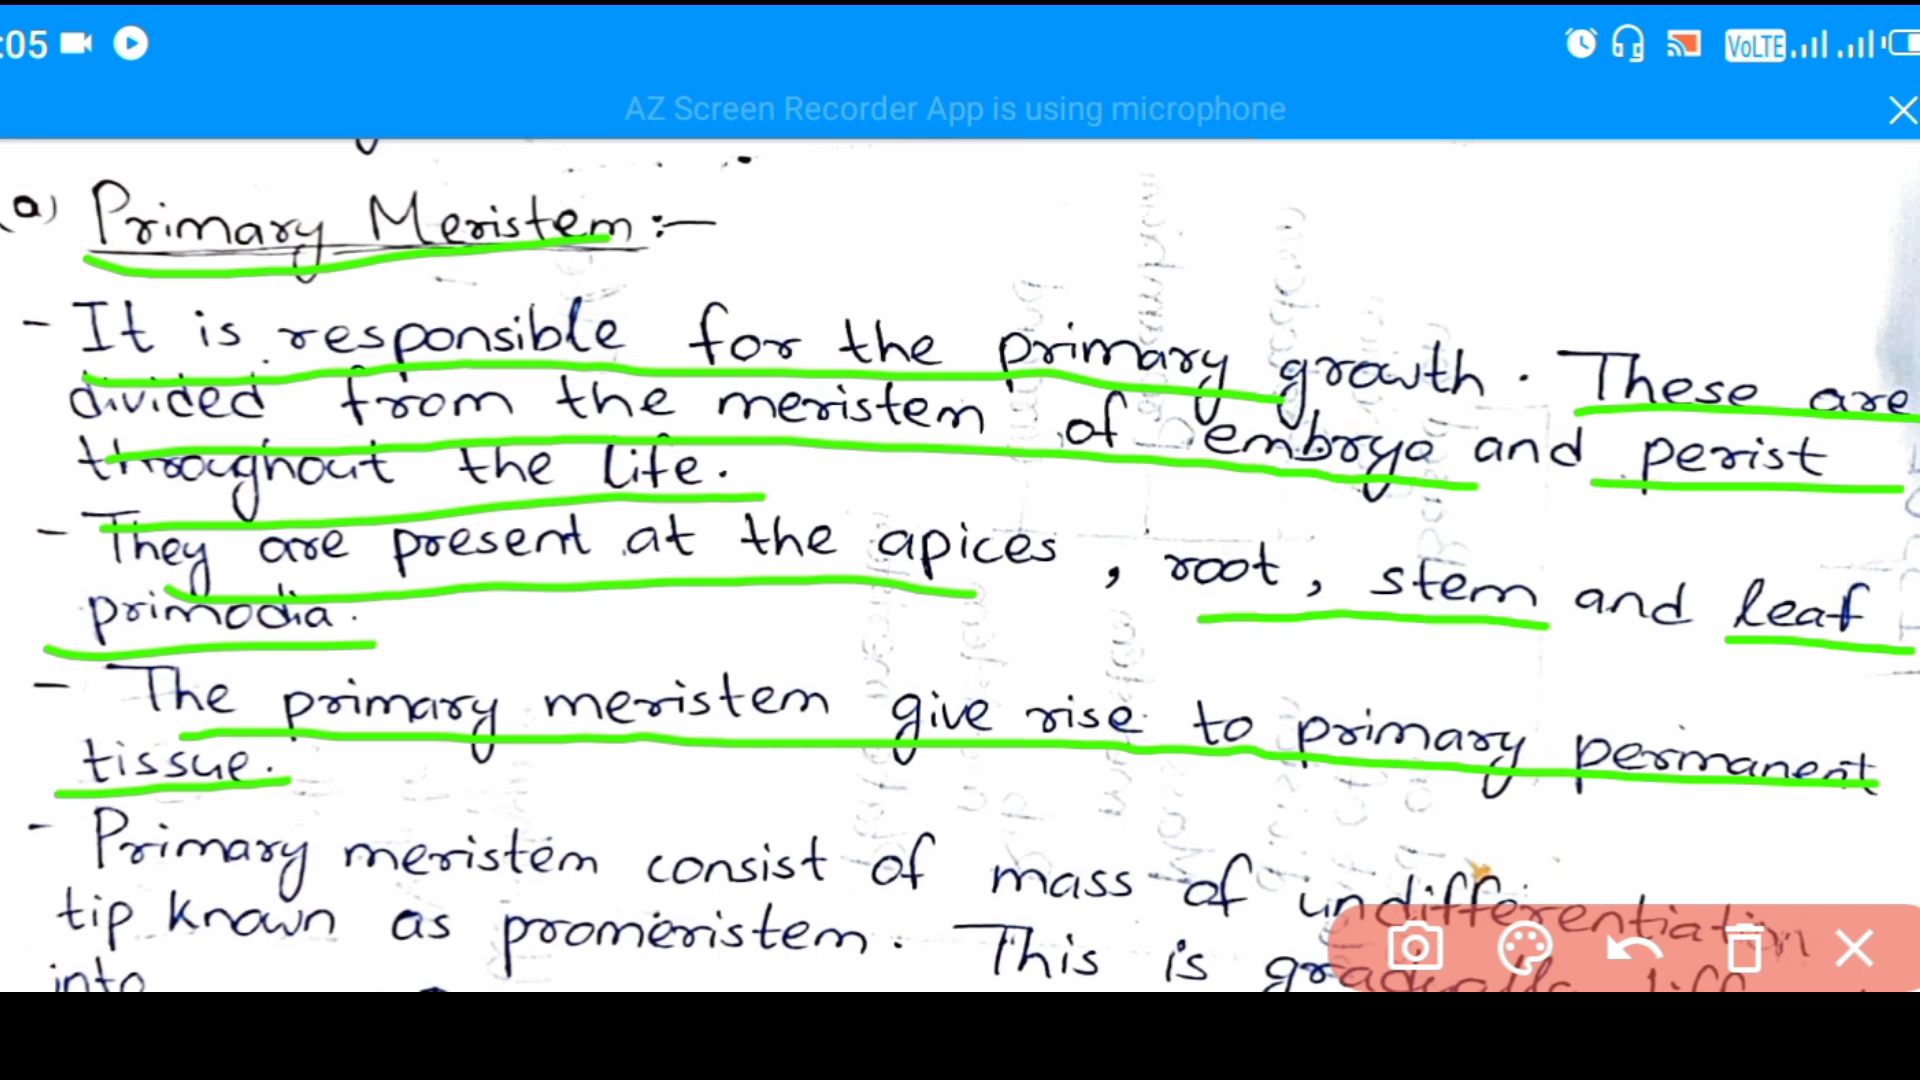 :05 VoLTE
AZ Screen Recorder App is using microphone
(a) Primary Meristem :-
- It is responsible for the primary growth. These are
divided from the meristem of embryo and perist
throughout the life.
- They are present at the apices, root, stem and leaf
primodia.
- The primary meristem give rise to primary permanent
tissue.
- Primary meristem consist of mass of undifferentiation
tip known as promeristem. This is gradually
into